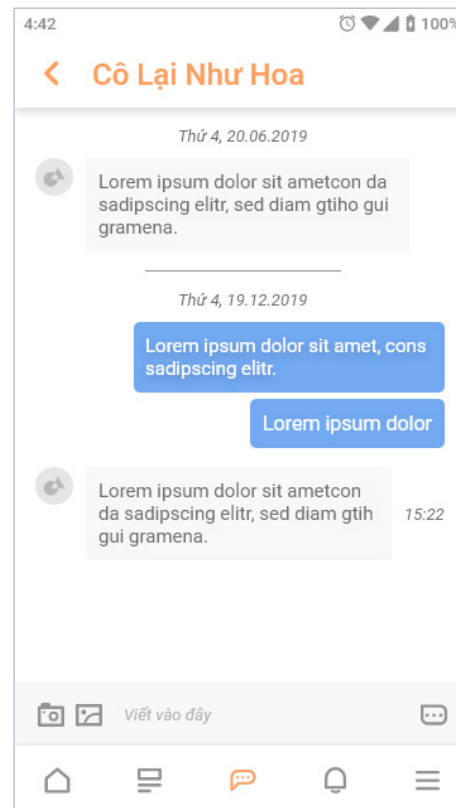 4:42
100%
Cô Lại Như Hoa
Thứ 4, 20.06.2019
Lorem ipsum dolor sit ametcon da
sadipscing elitr, sed diam gtiho gui
gramena.
Thứ 4, 19.12.2019
Lorem ipsum dolor sit amet, cons
sadipscing elitr.
Lorem ipsum dolor
Lorem ipsum dolor sit ametcon
da sadipscing elitr, sed diam gtih
gui gramena.
15:22
Viết vào đây